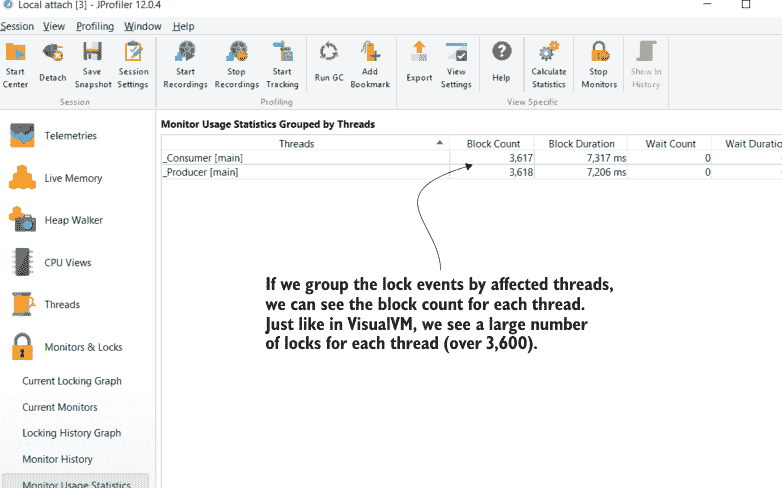 Local attach [3] - JProfiler 12.0.4
Session View Profiling Window Help
Start Center
Detach
Save Snapshot
Session Settings
Start Recordings
Stop Recordings
Start Tracking
Run GC
Add Bookmark
Export
View Settings
Help
Calculate Statistics
Stop Monitors
Show In History
Session
Profiling
View Specific
Telemetries
Live Memory
Heap Walker
CPU Views
Threads
Monitors & Locks
Current Locking Graph
Current Monitors
Locking History Graph
Monitor History
Monitor Usage Statistics
Monitor Usage Statistics Grouped by Threads
Threads Block Count Block Duration Wait Count Wait Duratio
_Consumer [main] 3,617 7,317 ms 0
_Producer [main] 3,618 7,206 ms 0
If we group the lock events by affected threads,
we can see the block count for each thread.
Just like in VisualVM, we see a large number
of locks for each thread (over 3,600).